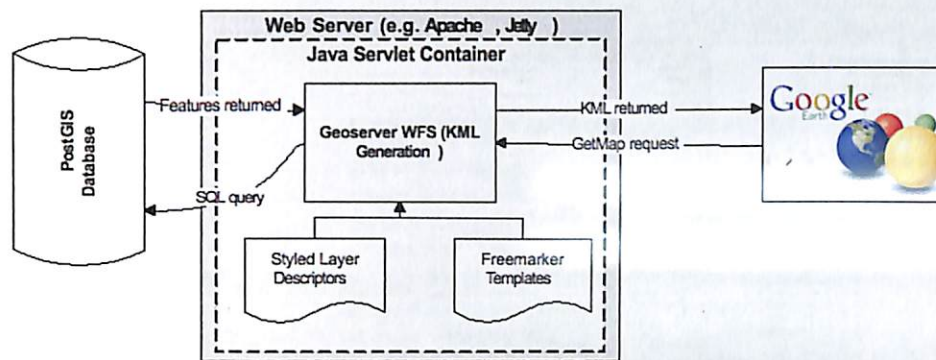 Web Server (e.g. Apache , Jetty )
Java Servlet Container
PostGIS
Database
Features returned
SQL query
Geoserver WFS (KML
Generation )
KML returned
GetMap request
Google
Earth
Styled Layer
Descriptors
Freemarker
Templates